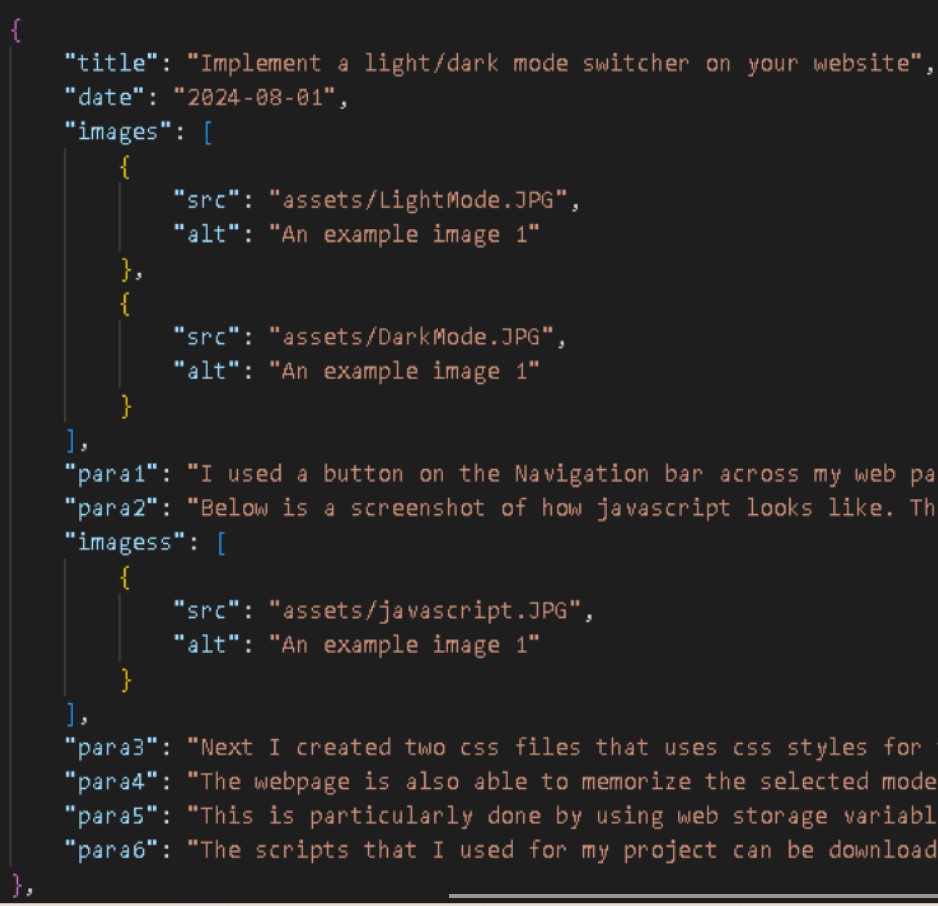 {
"title": "Implement a light/dark mode switcher on your website",
"date": "2024-08-01",
"images": [
{
"src": "assets/LightMode.JPG",
"alt": "An example image 1"
},
{
"src": "assets/DarkMode.JPG",
"alt": "An example image 1"
}
],
"para1": "I used a button on the Navigation bar across my web pa
"para2": "Below is a screenshot of how javascript looks like. Th
"imagess": [
{
"src": "assets/javascript.JPG",
"alt": "An example image 1"
}
],
"para3": "Next I created two css files that uses css styles for
"para4": "The webpage is also able to memorize the selected mode
"para5": "This is particularly done by using web storage variabl
"para6": "The scripts that I used for my project can be download
},